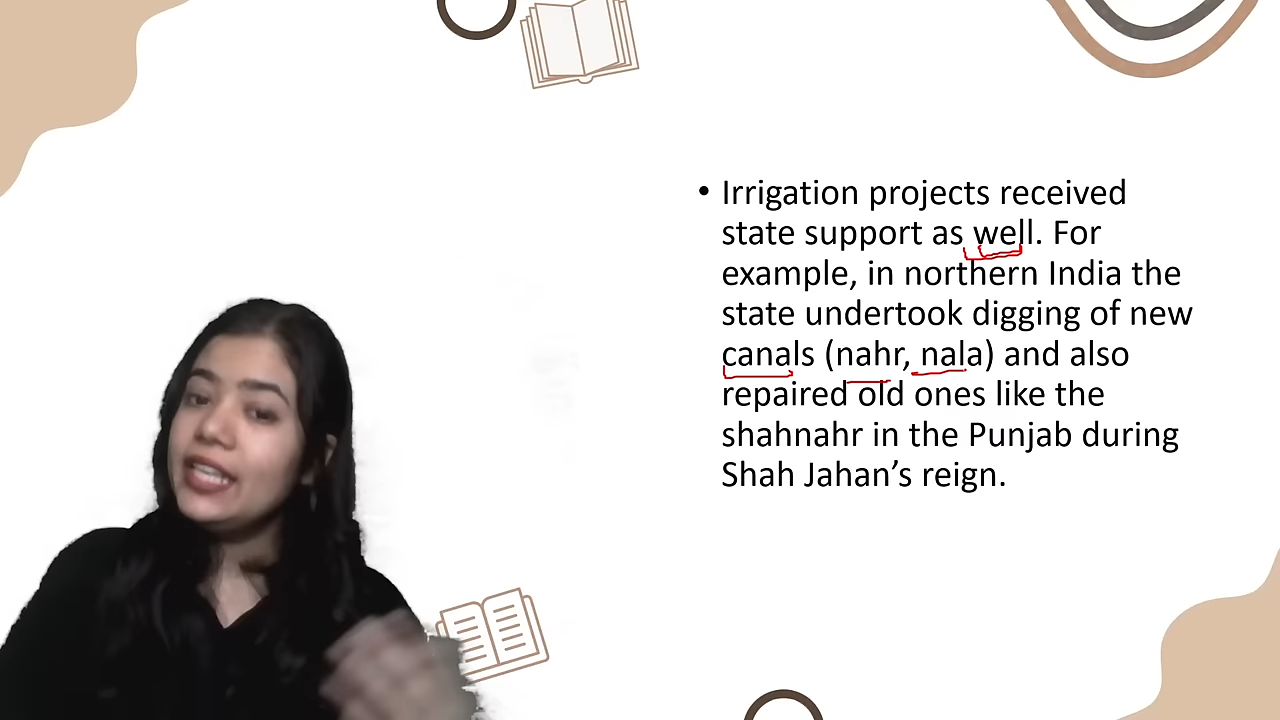 • Irrigation projects received
state support as well. For
example, in northern India the
state undertook digging of new
canals (nahr, nala) and also
repaired old ones like the
shahnahr in the Punjab during
Shah Jahan’s reign.